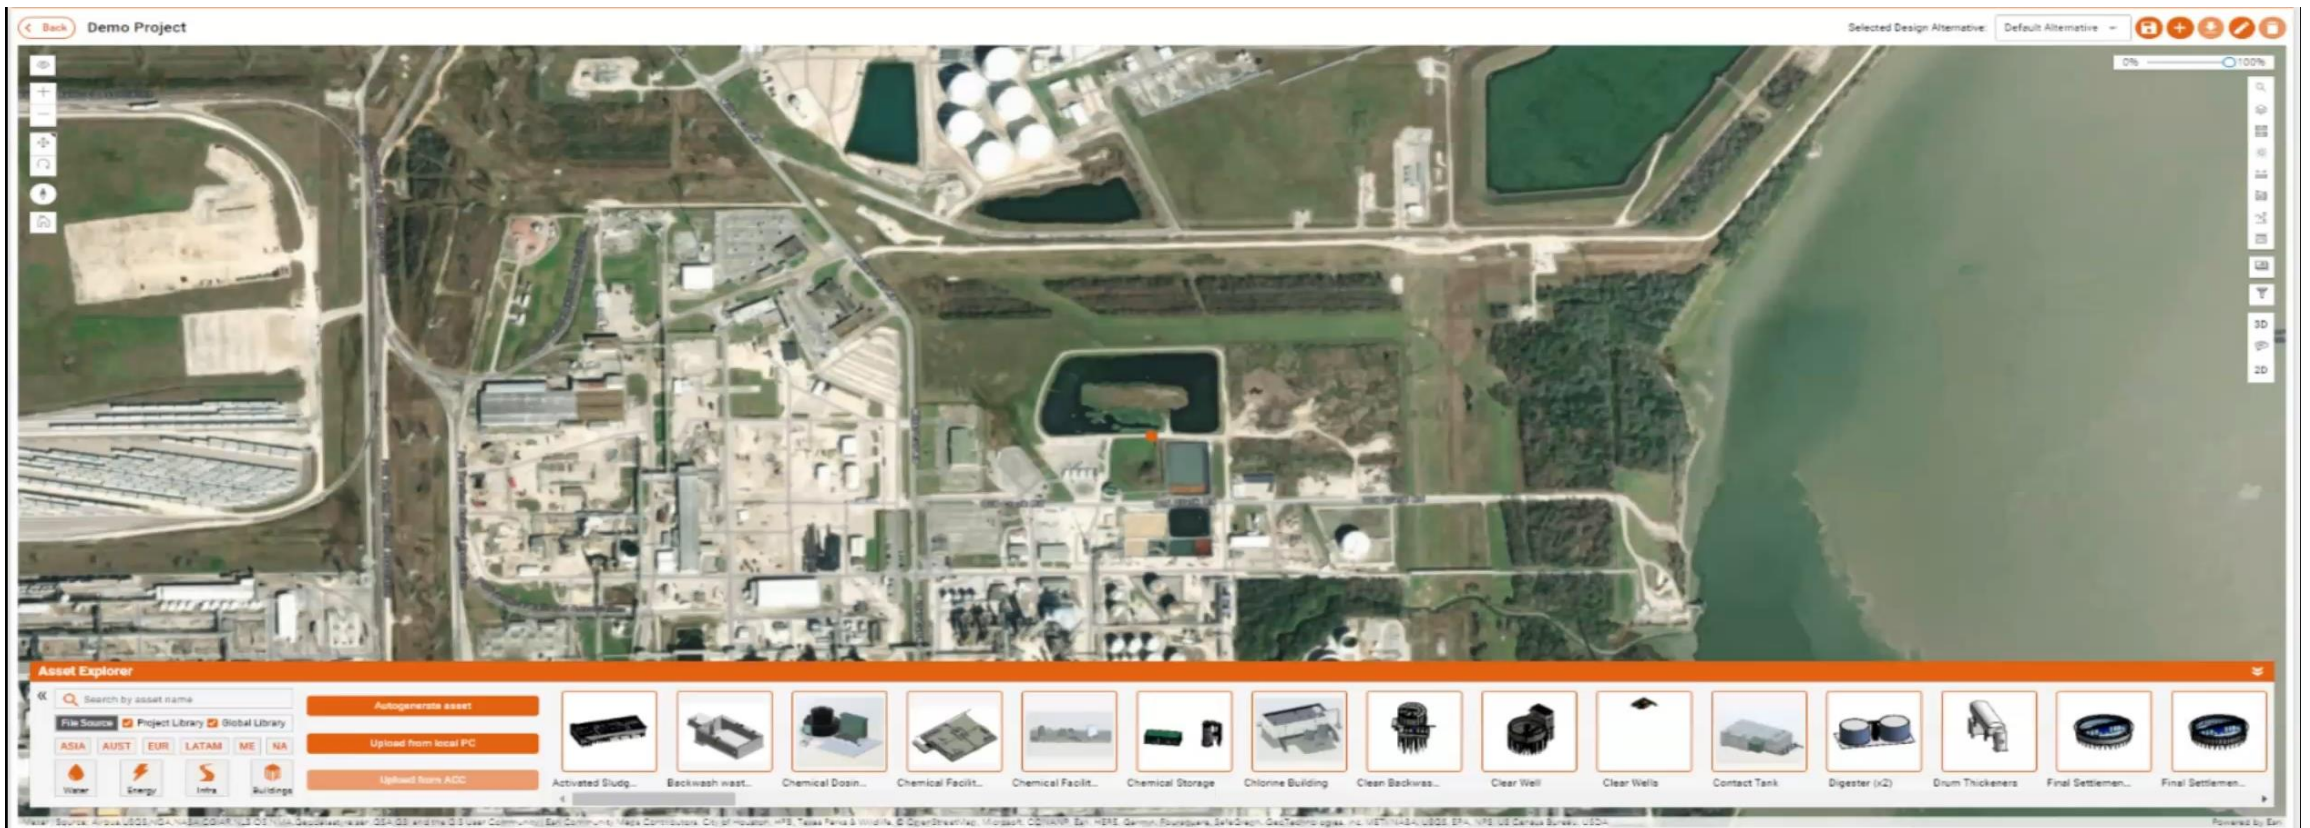 Back
Demo Project
Selected Design Alternative:
Default Alternative
0%
100%
3D
2D
Asset Explorer
Search by asset name
File Source
Project Library
Global Library
ASIA
AUST
EUR
LATAM
ME
NA
Water
Energy
Infra
Buildings
Autogenerate asset
Upload from local PC
Upload from ACC
Activated Sludg...
Backwash wast...
Chemical Dosin...
Chemical Facilit...
Chemical Facilit...
Chemical Storage
Chlorine Building
Clean Backwas...
Clear Well
Clear Wells
Contact Tank
Digester (x2)
Drum Thickeners
Final Settlemen...
Final Settlemen...
Powered by Esri